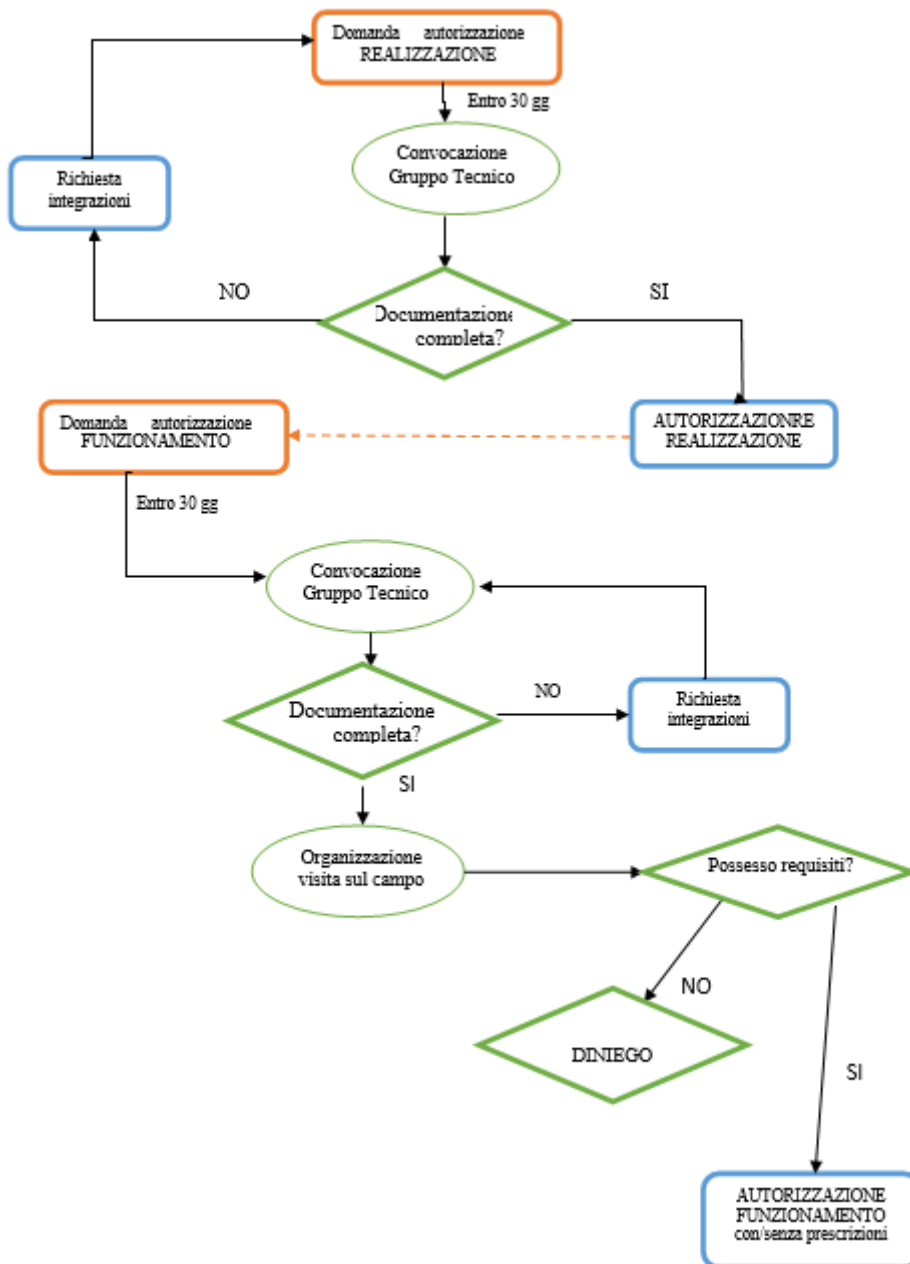 Domanda autorizzazione
REALIZZAZIONE
Entro 30 gg
Convocazione
Gruppo Tecnico
Richiesta
integrazioni
NO
SI
Documentazione
completa?
Domanda autorizzazione
FUNZIONAMENTO
AUTORIZZAZIONRE
REALIZZAZIONE
Entro 30 gg
Convocazione
Gruppo Tecnico
Documentazione
completa?
NO
Richiesta
integrazioni
SI
Organizzazione
visita sul campo
Possesso requisiti?
NO
DINIEGO
SI
AUTORIZZAZIONE
FUNZIONAMENTO
con/senza prescrizioni